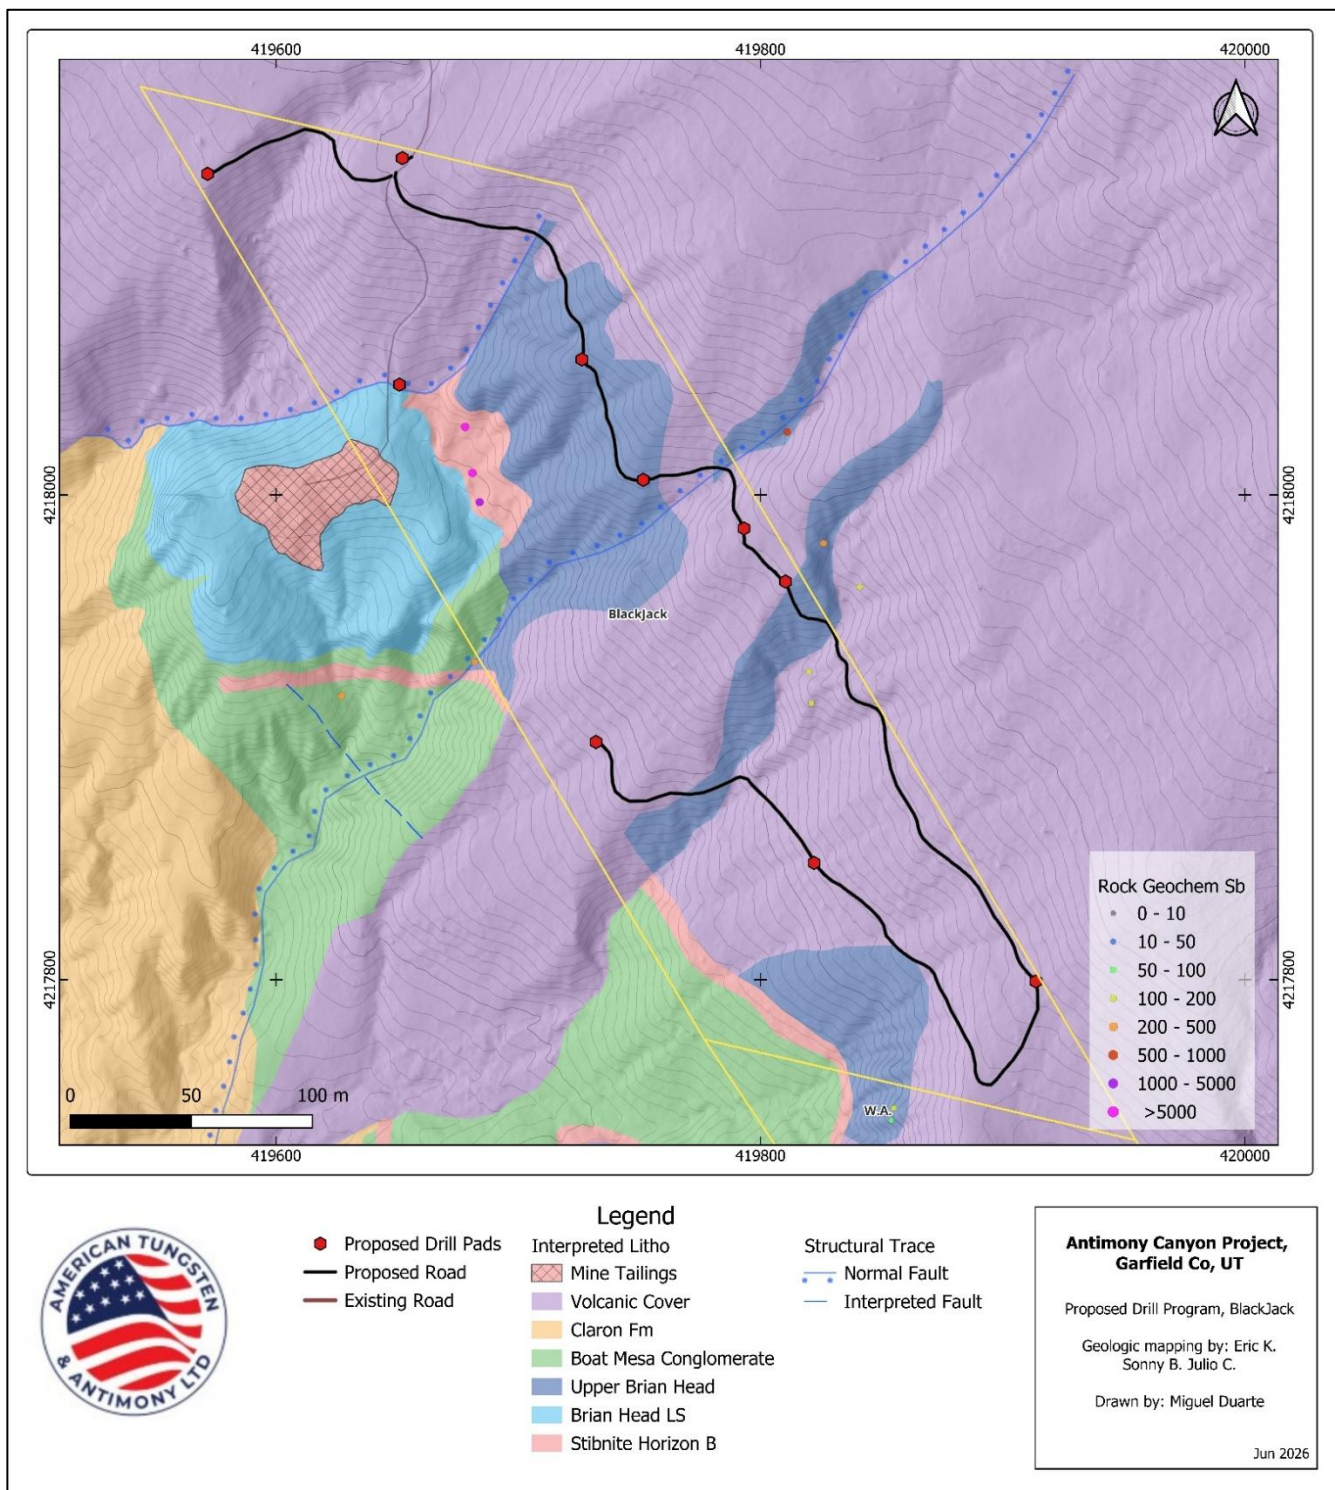 419600
419800
420000
4218000
4218000
BlackJack
Rock Geochem Sb
0 - 10
10 - 50
50 - 100
100 - 200
200 - 500
500 - 1000
1000 - 5000
>5000
4217800
4217800
W.A.
0
50
100 m
419600
419800
420000
AMERICAN TUNGSTEN
& ANTIMONY LTD
Legend
Proposed Drill Pads
Proposed Road
Existing Road
Interpreted Litho
Mine Tailings
Volcanic Cover
Claron Fm
Boat Mesa Conglomerate
Upper Brian Head
Brian Head LS
Stibnite Horizon B
Structural Trace
Normal Fault
Interpreted Fault
Antimony Canyon Project,
Garfield Co, UT
Proposed Drill Program, BlackJack
Geologic mapping by: Eric K.
Sonny B. Julio C.
Drawn by: Miguel Duarte
Jun 2026